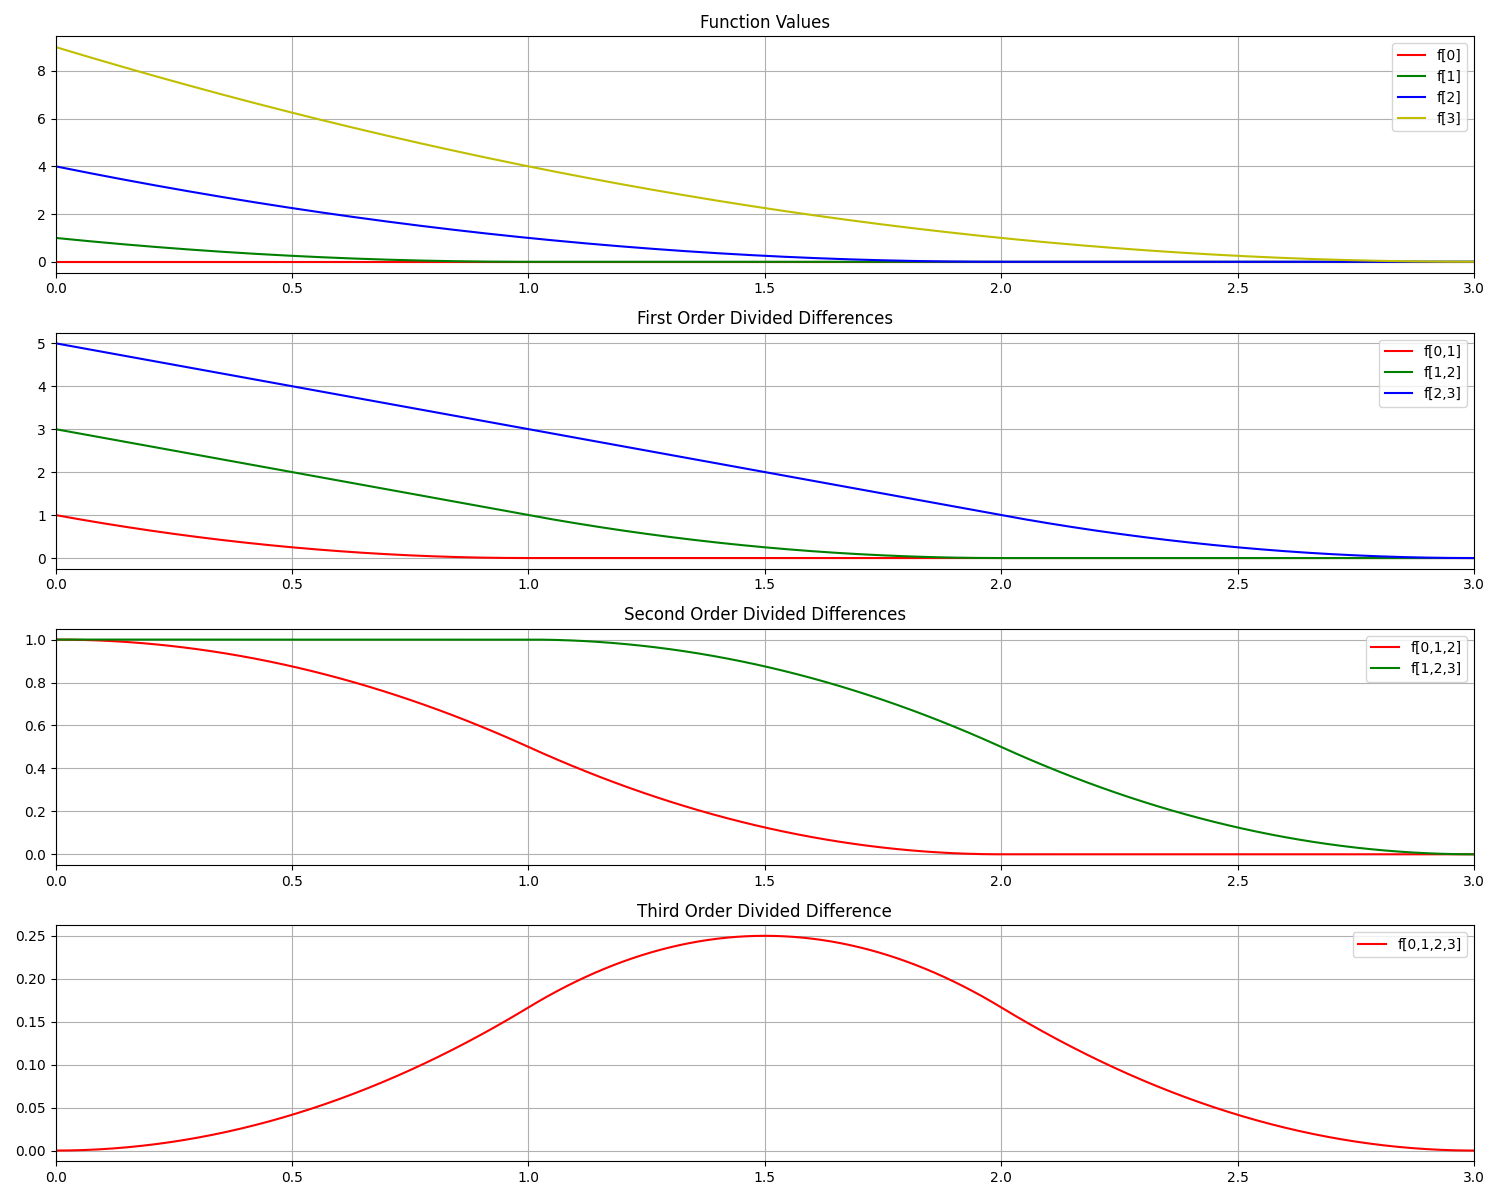 Function Values
8
6
4
2
0
f[0]
f[1]
f[2]
f[3]
0.0 0.5 1.0 1.5 2.0 2.5 3.0
First Order Divided Differences
5
4
3
2
1
0
f[0,1]
f[1,2]
f[2,3]
0.0 0.5 1.0 1.5 2.0 2.5 3.0
Second Order Divided Differences
1.0
0.8
0.6
0.4
0.2
0.0
f[0,1,2]
f[1,2,3]
0.0 0.5 1.0 1.5 2.0 2.5 3.0
Third Order Divided Difference
0.25
0.20
0.15
0.10
0.05
0.00
f[0,1,2,3]
0.0 0.5 1.0 1.5 2.0 2.5 3.0